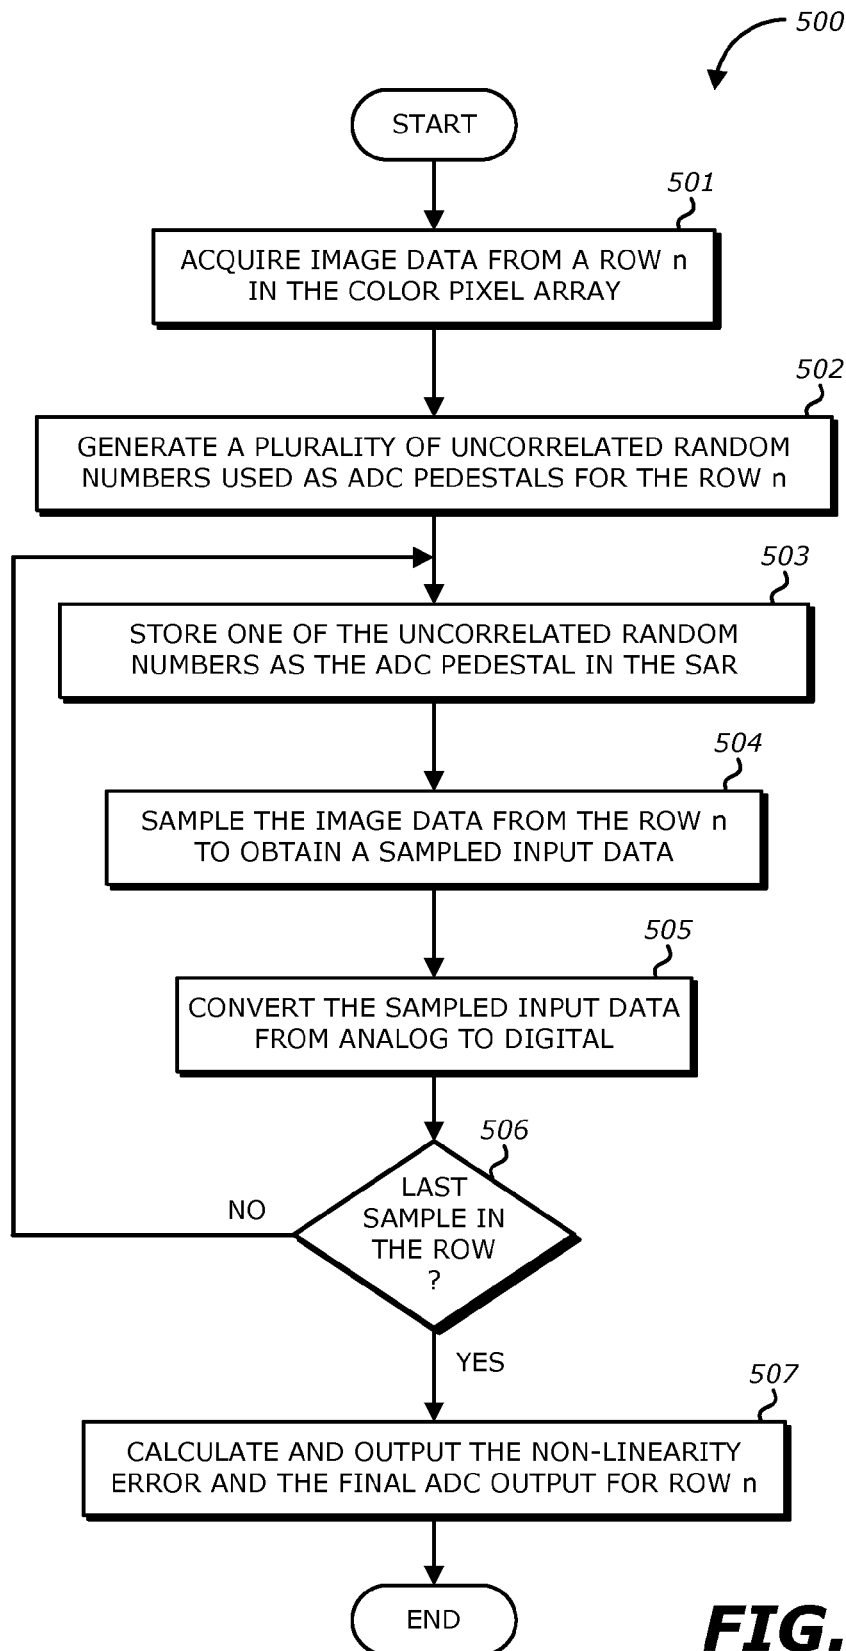 500
START
501
ACQUIRE IMAGE DATA FROM A ROW n
IN THE COLOR PIXEL ARRAY
502
GENERATE A PLURALITY OF UNCORRELATED RANDOM
NUMBERS USED AS ADC PEDESTALS FOR THE ROW n
503
STORE ONE OF THE UNCORRELATED RANDOM
NUMBERS AS THE ADC PEDESTAL IN THE SAR
504
SAMPLE THE IMAGE DATA FROM THE ROW n
TO OBTAIN A SAMPLED INPUT DATA
505
CONVERT THE SAMPLED INPUT DATA
FROM ANALOG TO DIGITAL
506
LAST
SAMPLE IN
THE ROW
?
NO
YES
507
CALCULATE AND OUTPUT THE NON-LINEARITY
ERROR AND THE FINAL ADC OUTPUT FOR ROW n
END
FIG.